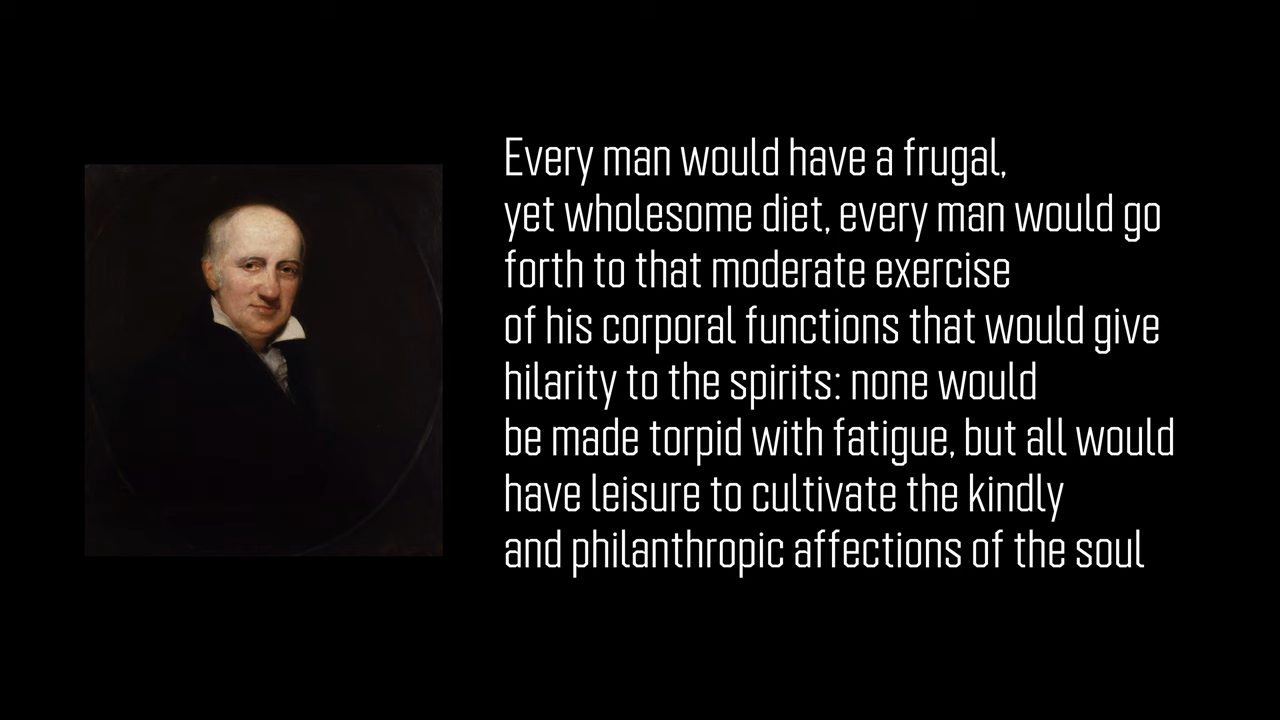 Every man would have a frugal,
yet wholesome diet, every man would go
forth to that moderate exercise
of his corporal functions that would give
hilarity to the spirits: none would
be made torpid with fatigue, but all would
have leisure to cultivate the kindly
and philanthropic affections of the soul